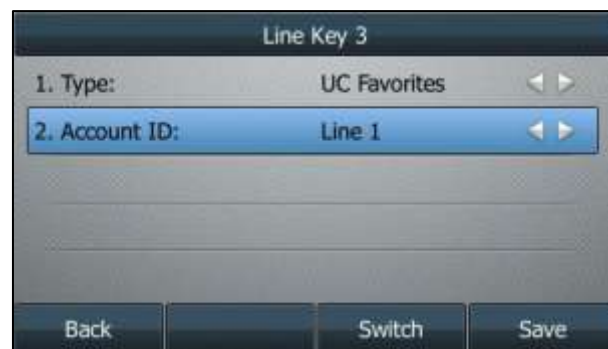 Line Key 3
1. Type: UC Favorites
2. Account ID: Line 1
Back Switch Save